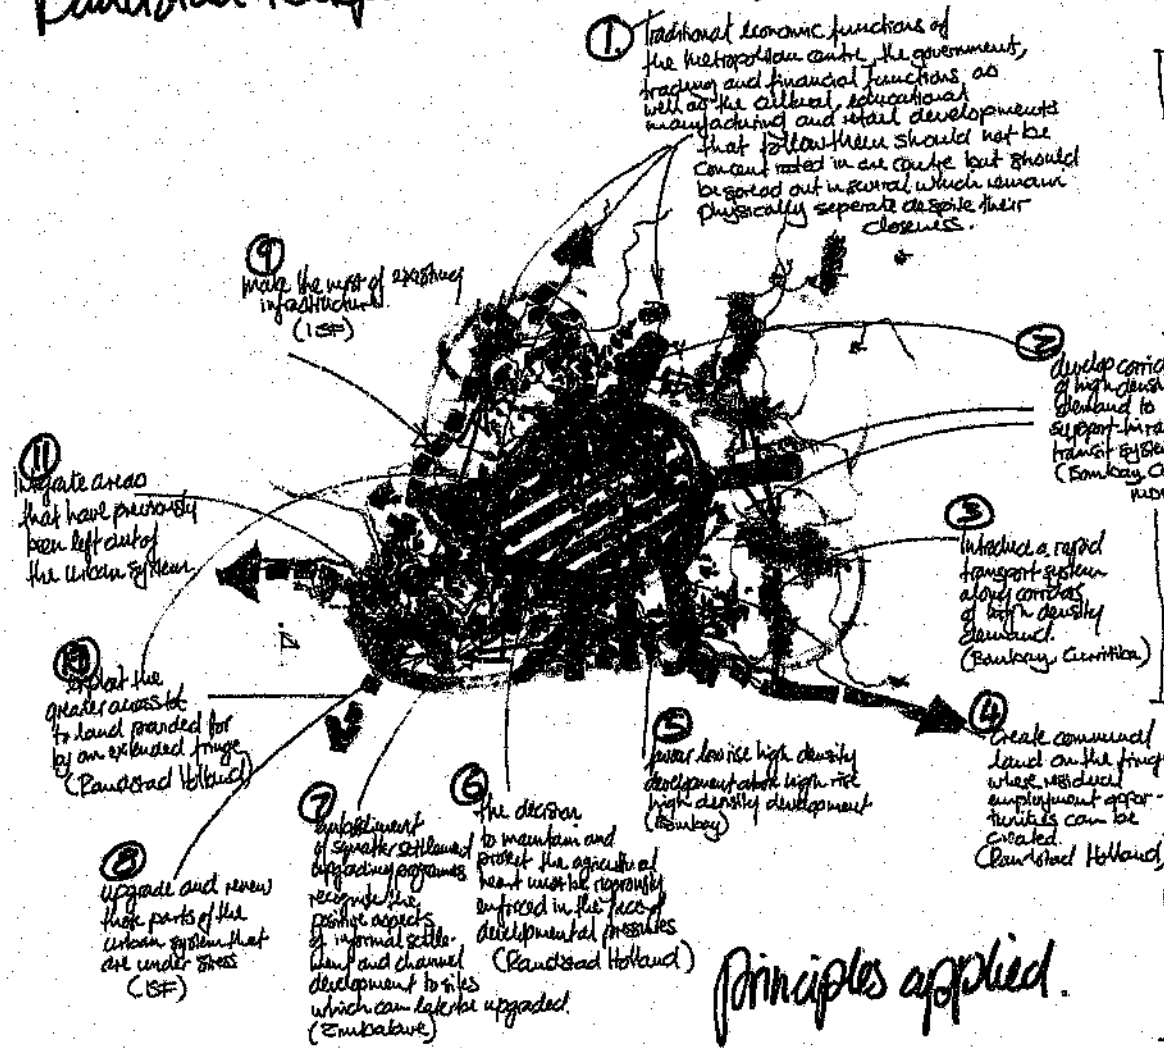 Randstad
①
Traditional economic functions of
the metropolitan centre, the government,
trading and financial functions as
well as the cultural, educational
manufacturing and retail developments
that follow them should not be
concentrated in one centre but should
be spread out in several which remain
physically seperate despite their
closeness.
②
develop corrid
of high densi
demand to
support
transit system
(Bombay, C
③
introduce a rapid
transport system
along corridors
of high density
demand.
(Bombay, Curitiba)
④
Create communal
land on the fring
where residual
employment oppor-
tunities can be
created.
(Randstad Holland)
⑤
favour low rise high density
development above high rise
high density development
(Bombay)
⑥
the decision
to maintain and
protect the agricultural
heart must be rigorously
enforced in the face of
developmental pressures
(Randstad Holland)
⑦
of squatter settlement
upgrading programmes
recognise the
positive aspects
of informal settle-
ment and channel
development to sites
which can later be upgraded.
(Zimbabwe)
⑧
upgrade and renew
those parts of the
urban system that
are under stress
(ISF)
⑨
make the most of existing
infrastructure.
(ISF)
⑩
exploit the
greater access
to land provided for
by an extended fringe
(Randstad Holland)
⑪
integrate areas
that have previously
been left out of
the urban system
principles applied.